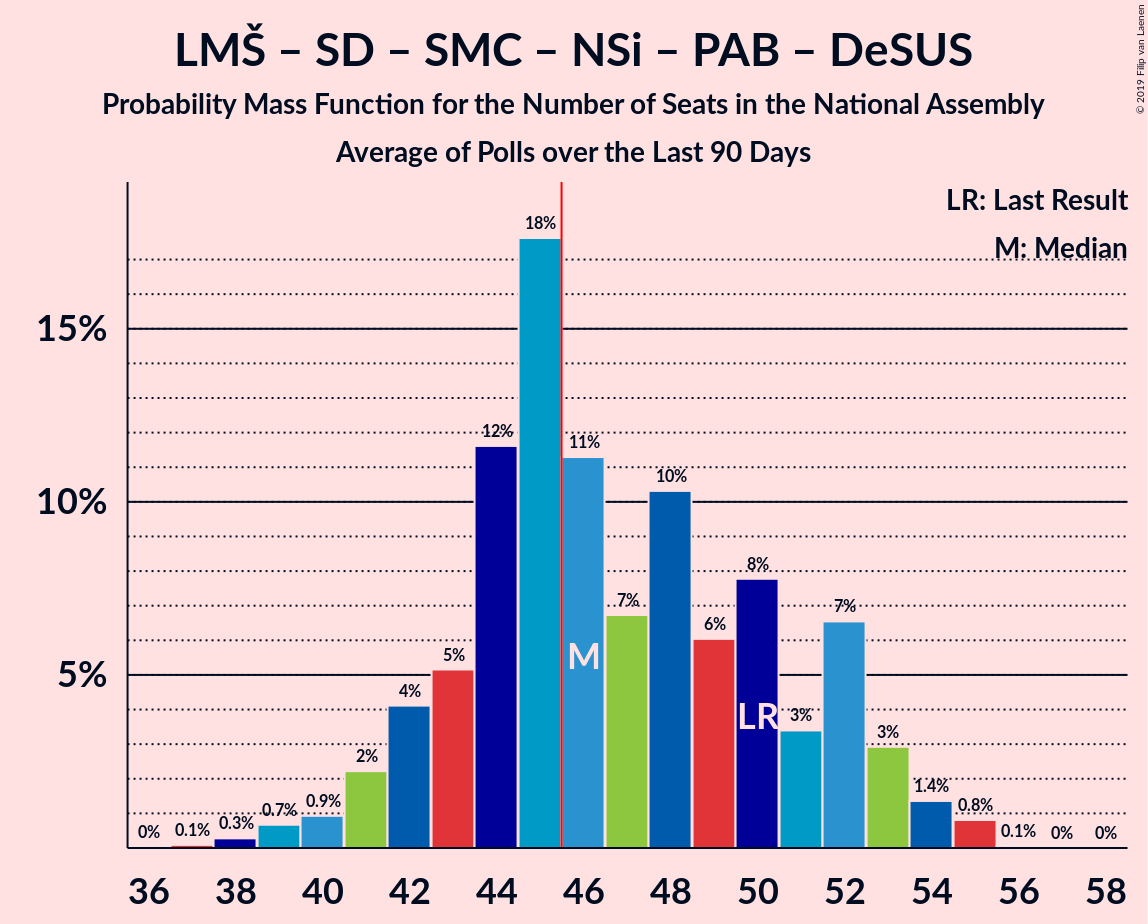 LMŠ – SD – SMC – NSi – PAB – DeSUS
Probability Mass Function for the Number of Seats in the National Assembly
Average of Polls over the Last 90 Days
© 2019 Filip van Laenen
LR: Last Result
M: Median
15%
10%
5%
0%
0.1%
0.3%
0.7%
0.9%
2%
4%
5%
12%
18%
11%
7%
10%
6%
8%
3%
7%
3%
1.4%
0.8%
0.1%
0%
0%
M
LR
36 38 40 42 44 46 48 50 52 54 56 58